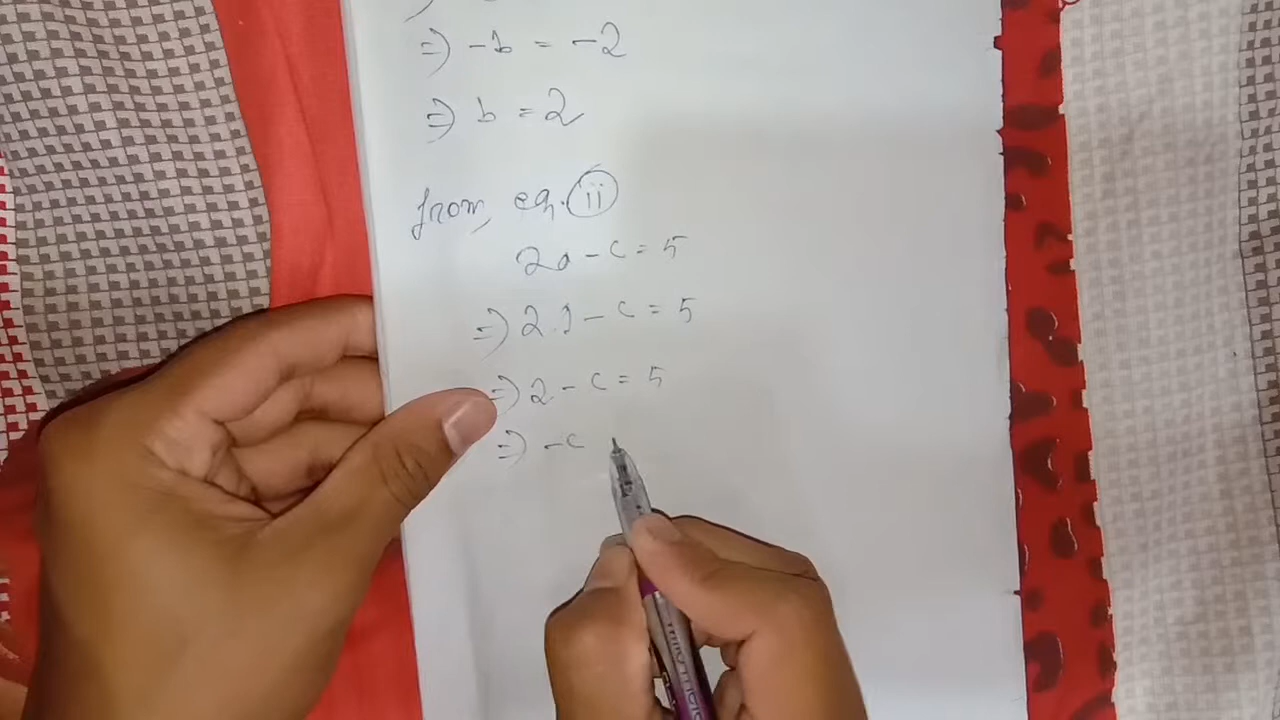 =) -b = -2
=) b = 2
from, eq. ii
2a - c = 5
=) 2.1 - c = 5
=) 2 - c = 5
=) -c